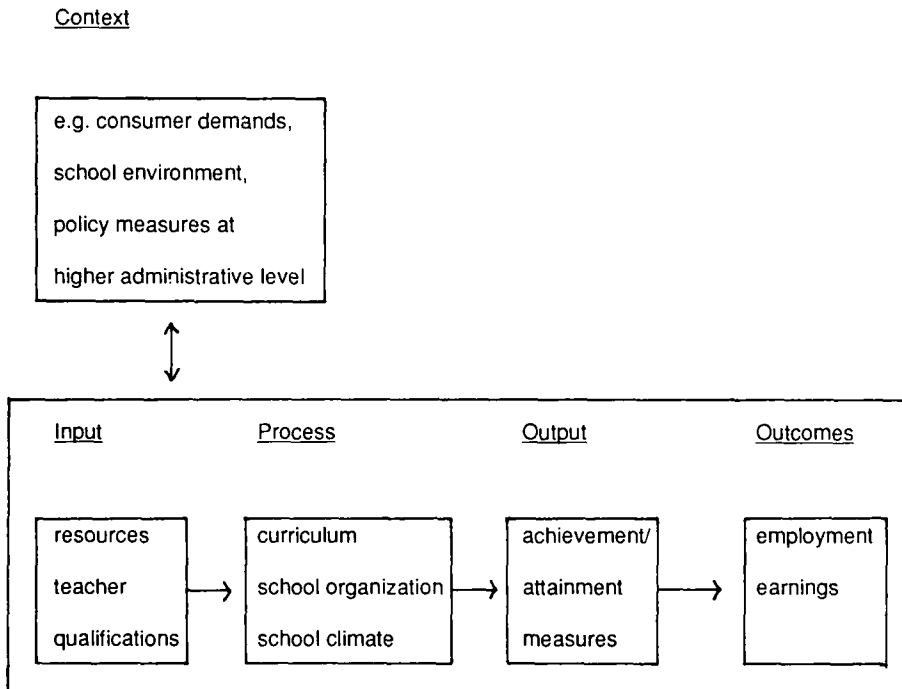 Context
e.g. consumer demands,
school environment,
policy measures at
higher administrative level
Input
Process
Output
Outcomes
resources
teacher
qualifications
curriculum
school organization
school climate
achievement/
attainment
measures
employment
earnings